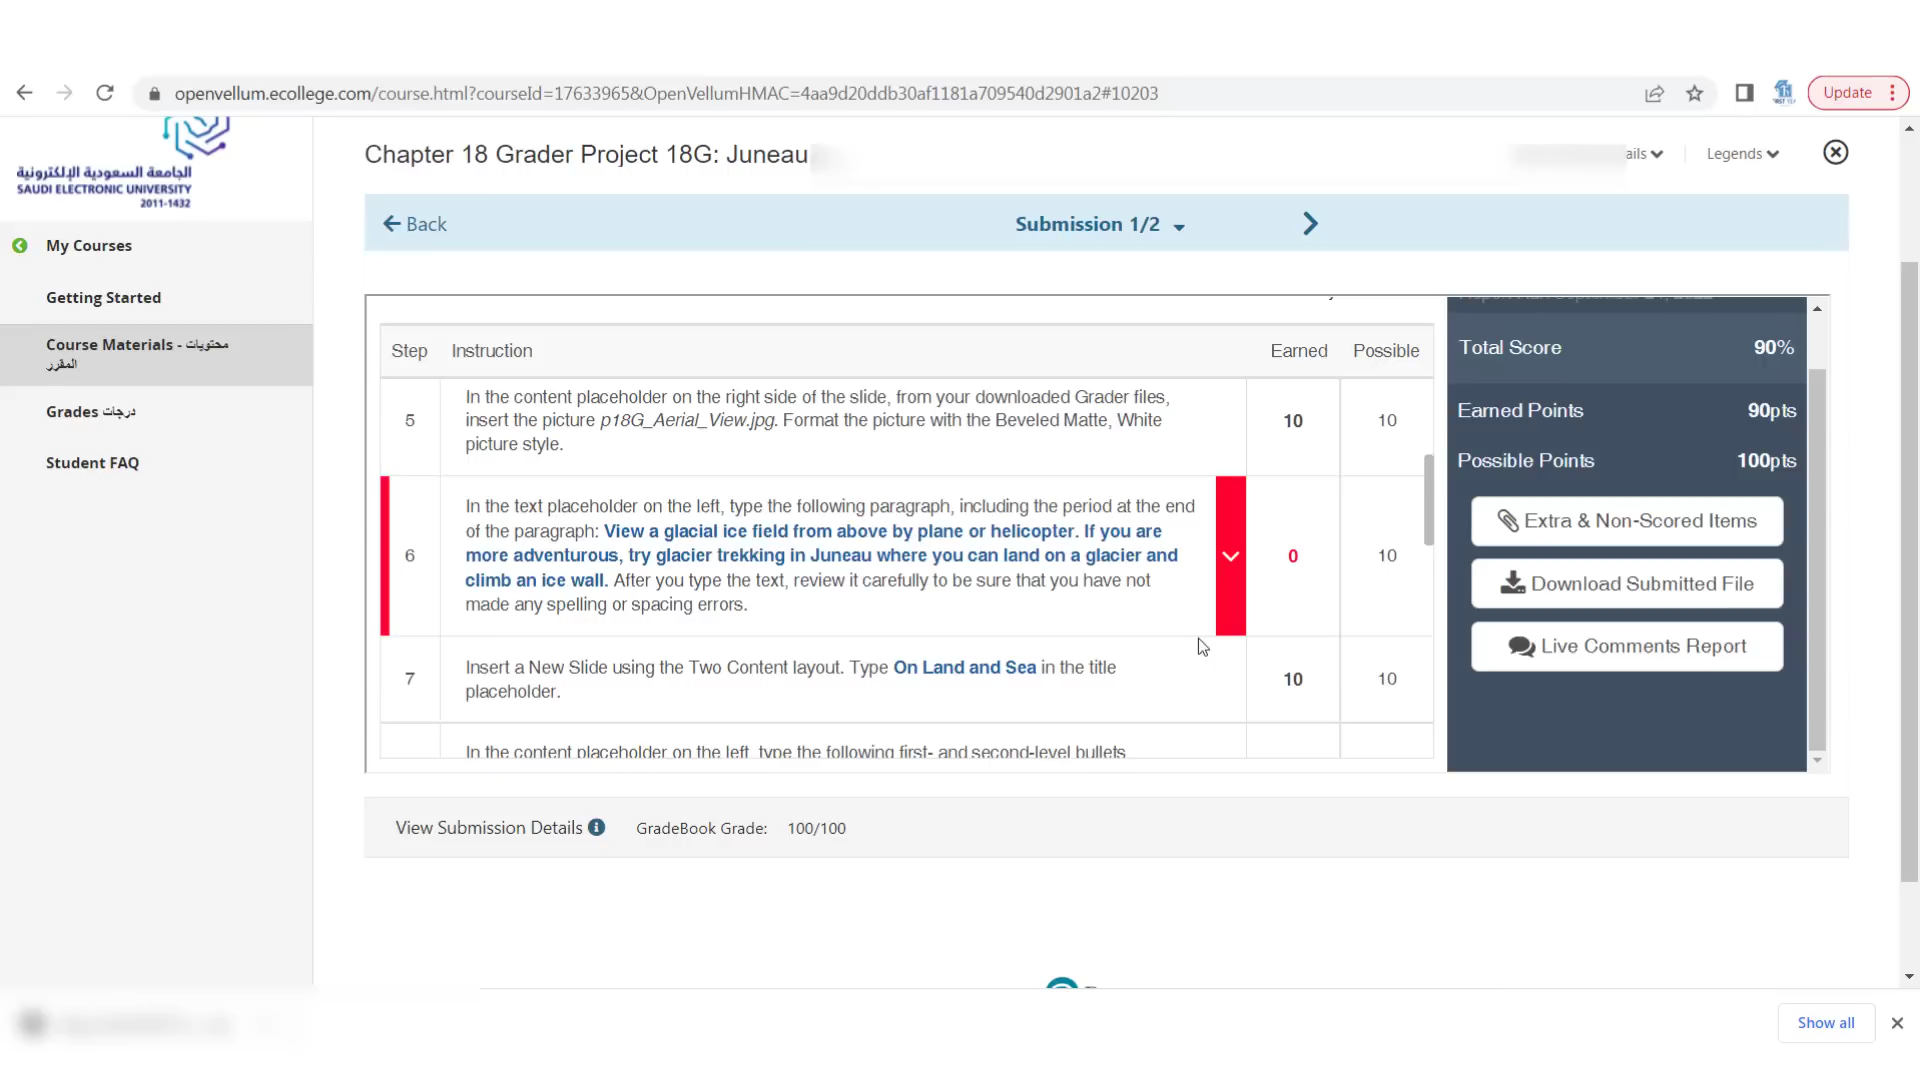 openvellum.ecollege.com/course.html?courseId=17633965&OpenVellumHMAC=4aa9d20ddb30af1181a709540d2901a2#10203
Update
الجامعة السعودية الإلكترونية
SAUDI ELECTRONIC UNIVERSITY
2011-1432
My Courses
Getting Started
Course Materials - محتويات
المقرر
Grades درجات
Student FAQ
Chapter 18 Grader Project 18G: Juneau
ails
Legends
Back
Submission 1/2
Step Instruction Earned Possible
5 In the content placeholder on the right side of the slide, from your downloaded Grader files,
insert the picture p18G_Aerial_View.jpg. Format the picture with the Beveled Matte, White
picture style. 10 10
6 In the text placeholder on the left, type the following paragraph, including the period at the end
of the paragraph: View a glacial ice field from above by plane or helicopter. If you are
more adventurous, try glacier trekking in Juneau where you can land on a glacier and
climb an ice wall. After you type the text, review it carefully to be sure that you have not
made any spelling or spacing errors. 0 10
7 Insert a New Slide using the Two Content layout. Type On Land and Sea in the title
placeholder. 10 10
In the content placeholder on the left, type the following first- and second-level bullets
Total Score 90%
Earned Points 90pts
Possible Points 100pts
Extra & Non-Scored Items
Download Submitted File
Live Comments Report
View Submission Details GradeBook Grade: 100/100
Show all